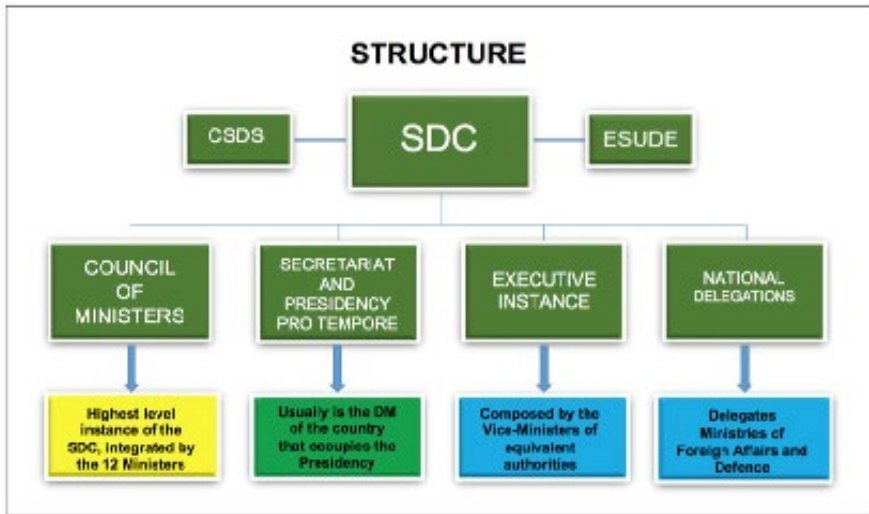 STRUCTURE
CSDS
SDC
ESUDE
COUNCIL
OF
MINISTERS
SECRETARIAT
AND
PRESIDENCY
PRO TEMPORE
EXECUTIVE
INSTANCE
NATIONAL
DELEGATIONS
Highest level
instance of the
SDC, integrated by
the 12 Ministers
Usually is the DM
of the country
that occupies the
Presidency
Composed by the
Vice-Ministers of
equivalent
authorities
Delegates
Ministries of
Foreign Affairs and
Defence